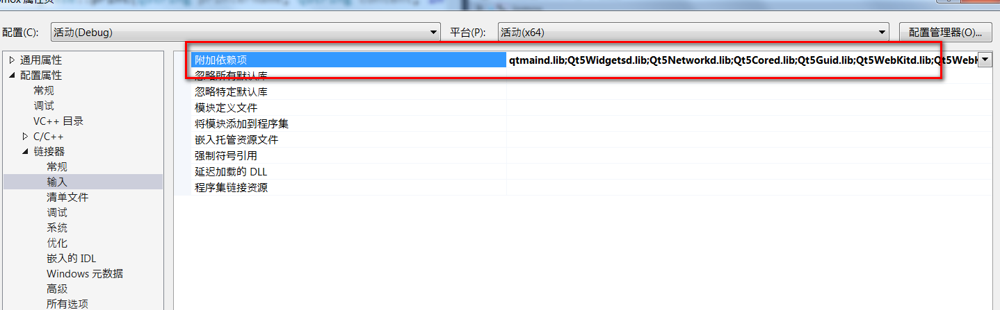 属性页
配置(C): 活动(Debug) 平台(P): 活动(x64) 配置管理器(O)...
通用属性
配置属性
常规
调试
VC++ 目录
C/C++
链接器
常规
输入
清单文件
调试
系统
优化
嵌入的 IDL
Windows 元数据
高级
所有选项
附加依赖项 qtmaind.lib;Qt5Widgetsd.lib;Qt5Networkd.lib;Qt5Cored.lib;Qt5Guid.lib;Qt5WebKitd.lib;Qt5WebK
忽略所有默认库
忽略特定默认库
模块定义文件
将模块添加到程序集
嵌入托管资源文件
强制符号引用
延迟加载的 DLL
程序集链接资源